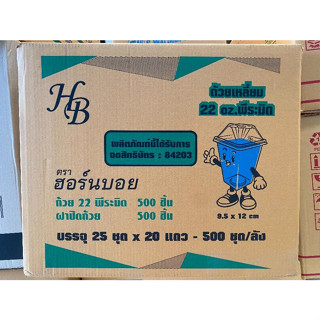 HB
ถ้วยเหลี่ยม
22 oz.พีระมิด
ผลิตภัณฑ์นี้ได้รับการ
จดสิทธิบัตร : 84203
ตรา
ฮอร์นบอย
ถ้วย 22 พีระมิด 500 ชิ้น
ฝาปิดถ้วย 500 ชิ้น
9.5 x 12 cm
บรรจุ 25 ชุด x 20 แถว - 500 ชุด/ลัง